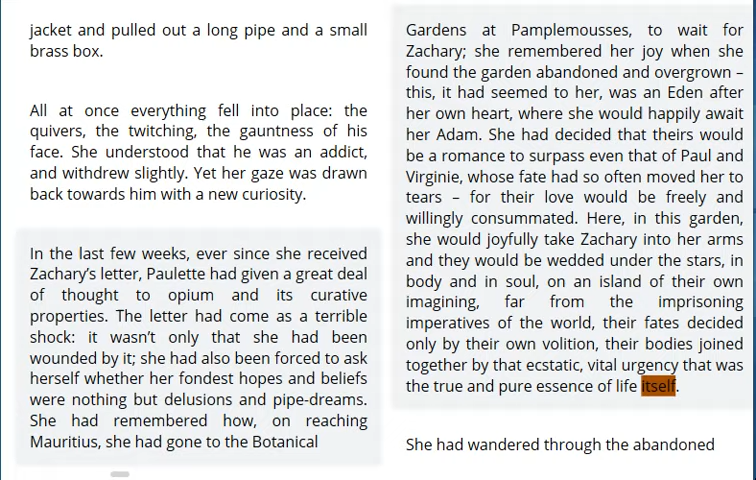 jacket and pulled out a long pipe and a small
brass box.
All at once everything fell into place: the
quivers, the twitching, the gauntness of his
face. She understood that he was an addict,
and withdrew slightly. Yet her gaze was drawn
back towards him with a new curiosity.
In the last few weeks, ever since she received
Zachary’s letter, Paulette had given a great deal
of thought to opium and its curative
properties. The letter had come as a terrible
shock: it wasn’t only that she had been
wounded by it; she had also been forced to ask
herself whether her fondest hopes and beliefs
were nothing but delusions and pipe-dreams.
She had remembered how, on reaching
Mauritius, she had gone to the Botanical
Gardens at Pamplemousses, to wait for
Zachary; she remembered her joy when she
found the garden abandoned and overgrown –
this, it had seemed to her, was an Eden after
her own heart, where she would happily await
her Adam. She had decided that theirs would
be a romance to surpass even that of Paul and
Virginie, whose fate had so often moved her to
tears – for their love would be freely and
willingly consummated. Here, in this garden,
she would joyfully take Zachary into her arms
and they would be wedded under the stars, in
body and in soul, on an island of their own
imagining, far from the imprisoning
imperatives of the world, their fates decided
only by their own volition, their bodies joined
together by that ecstatic, vital urgency that was
the true and pure essence of life itself.
She had wandered through the abandoned